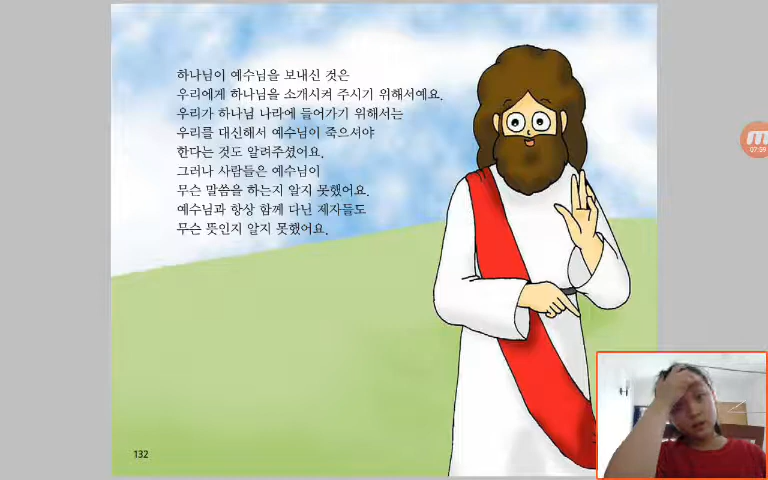 하나님이 예수님을 보내신 것은
우리에게 하나님을 소개시켜 주시기 위해서예요.
우리가 하나님 나라에 들어가기 위해서는
우리를 대신해서 예수님이 죽으셔야
한다는 것도 알려주셨어요.
그러나 사람들은 예수님이
무슨 말씀을 하는지 알지 못했어요.
예수님과 항상 함께 다닌 제자들도
무슨 뜻인지 알지 못했어요.
07:59
132